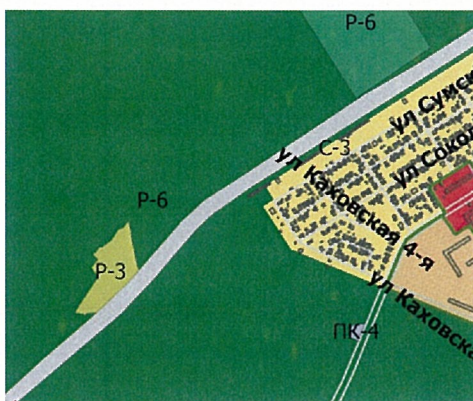 Р-6
ул Сумск
С-3
ул Сокол
ул Каховская 4-я
Р-6
Р-3
ул Каховска
ПК-4